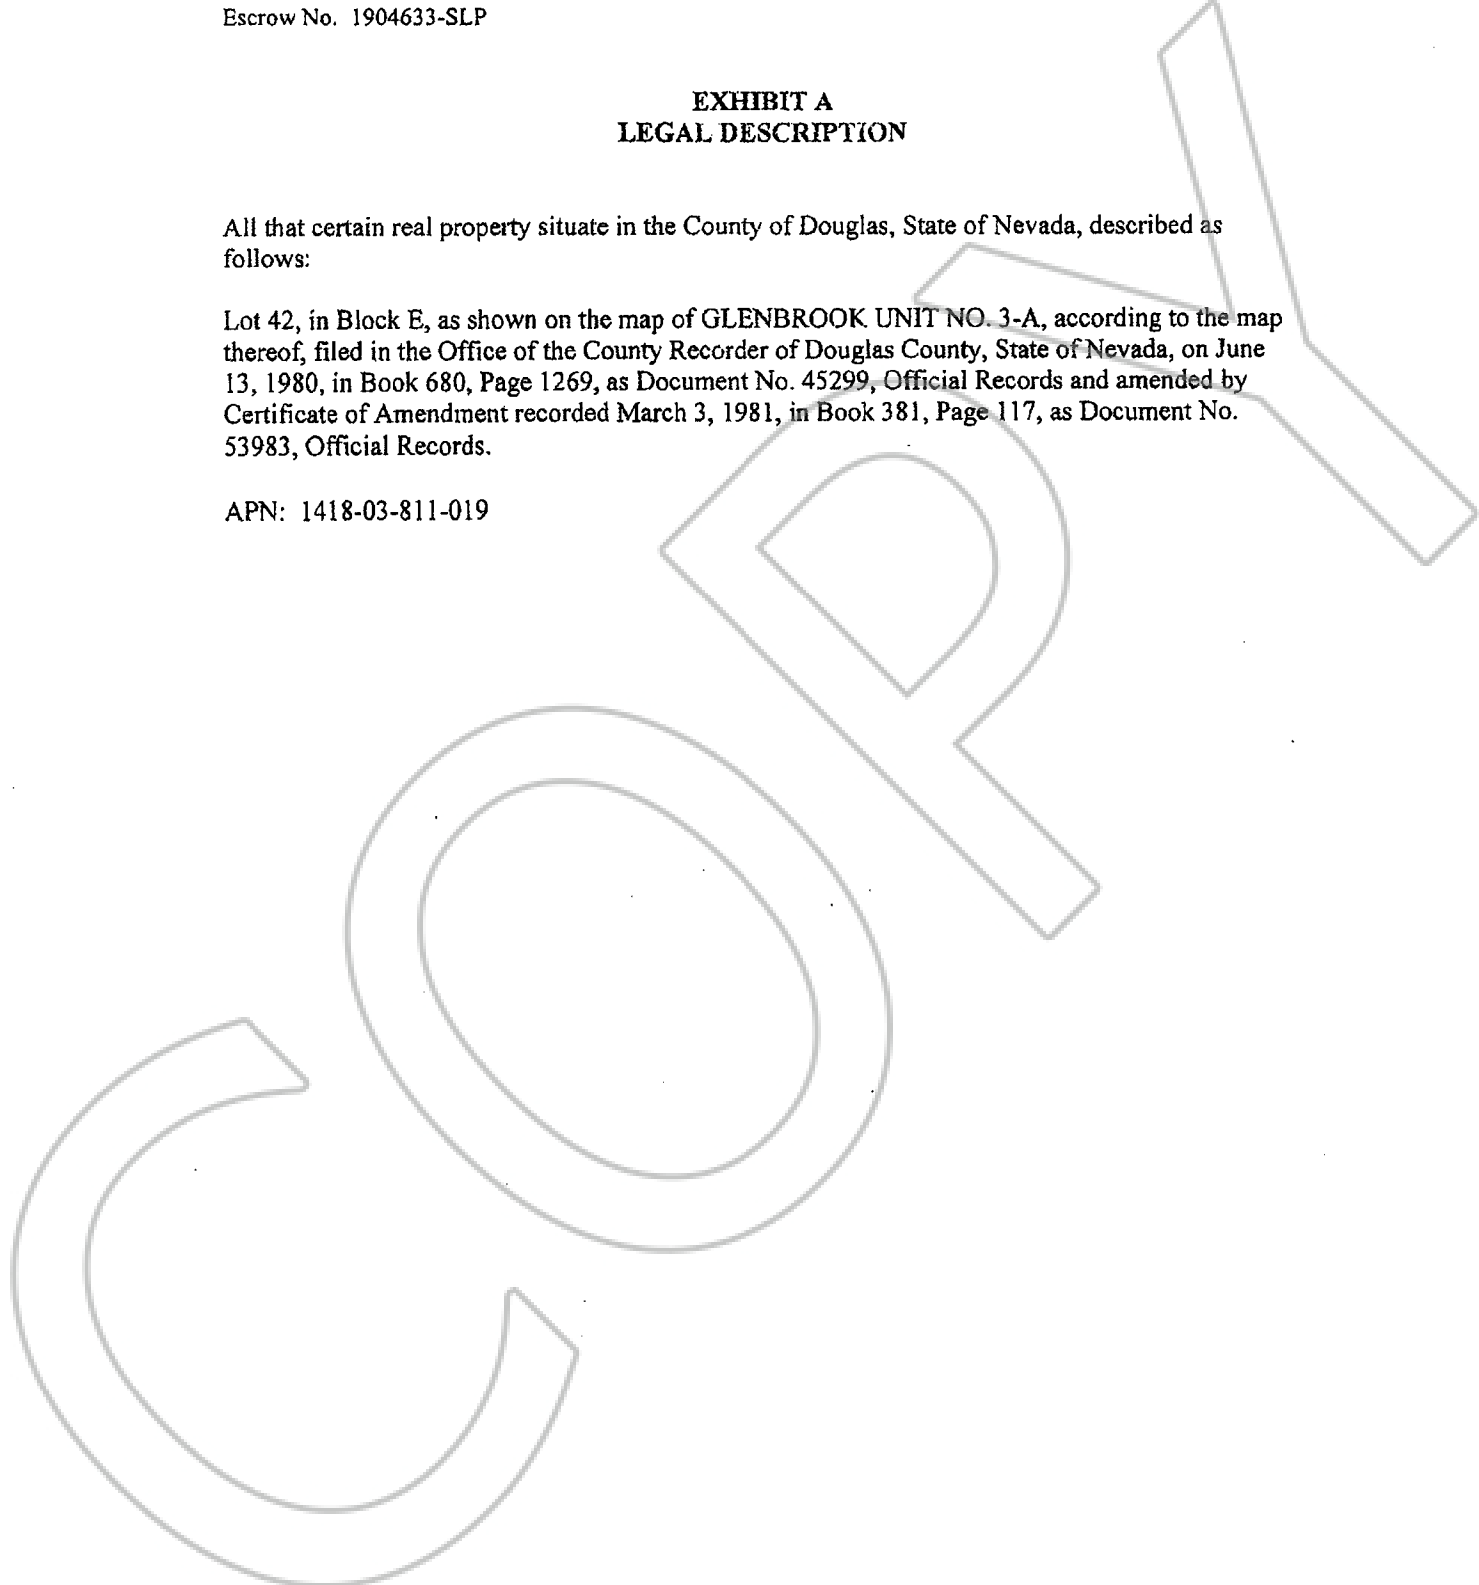 Escrow No. 1904633-SLP
EXHIBIT A
LEGAL DESCRIPTION
All that certain real property situate in the County of Douglas, State of Nevada, described as
follows:
Lot 42, in Block E, as shown on the map of GLENBROOK UNIT NO. 3-A, according to the map
thereof, filed in the Office of the County Recorder of Douglas County, State of Nevada, on June
13, 1980, in Book 680, Page 1269, as Document No. 45299, Official Records and amended by
Certificate of Amendment recorded March 3, 1981, in Book 381, Page 117, as Document No.
53983, Official Records.
APN: 1418-03-811-019
COPY